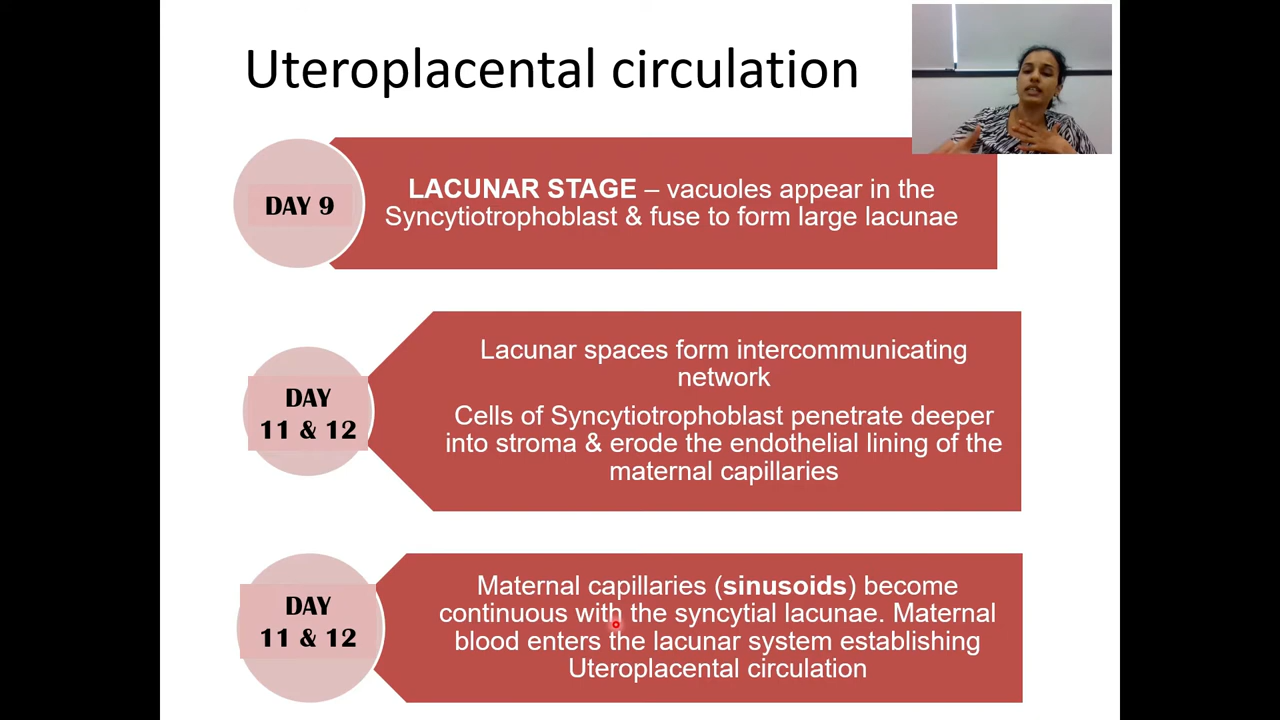 Uteroplacental circulation
DAY 9
LACUNAR STAGE – vacuoles appear in the
Syncytiotrophoblast & fuse to form large lacunae
DAY
11 & 12
Lacunar spaces form intercommunicating
network
Cells of Syncytiotrophoblast penetrate deeper
into stroma & erode the endothelial lining of the
maternal capillaries
DAY
11 & 12
Maternal capillaries (sinusoids) become
continuous with the syncytial lacunae. Maternal
blood enters the lacunar system establishing
Uteroplacental circulation